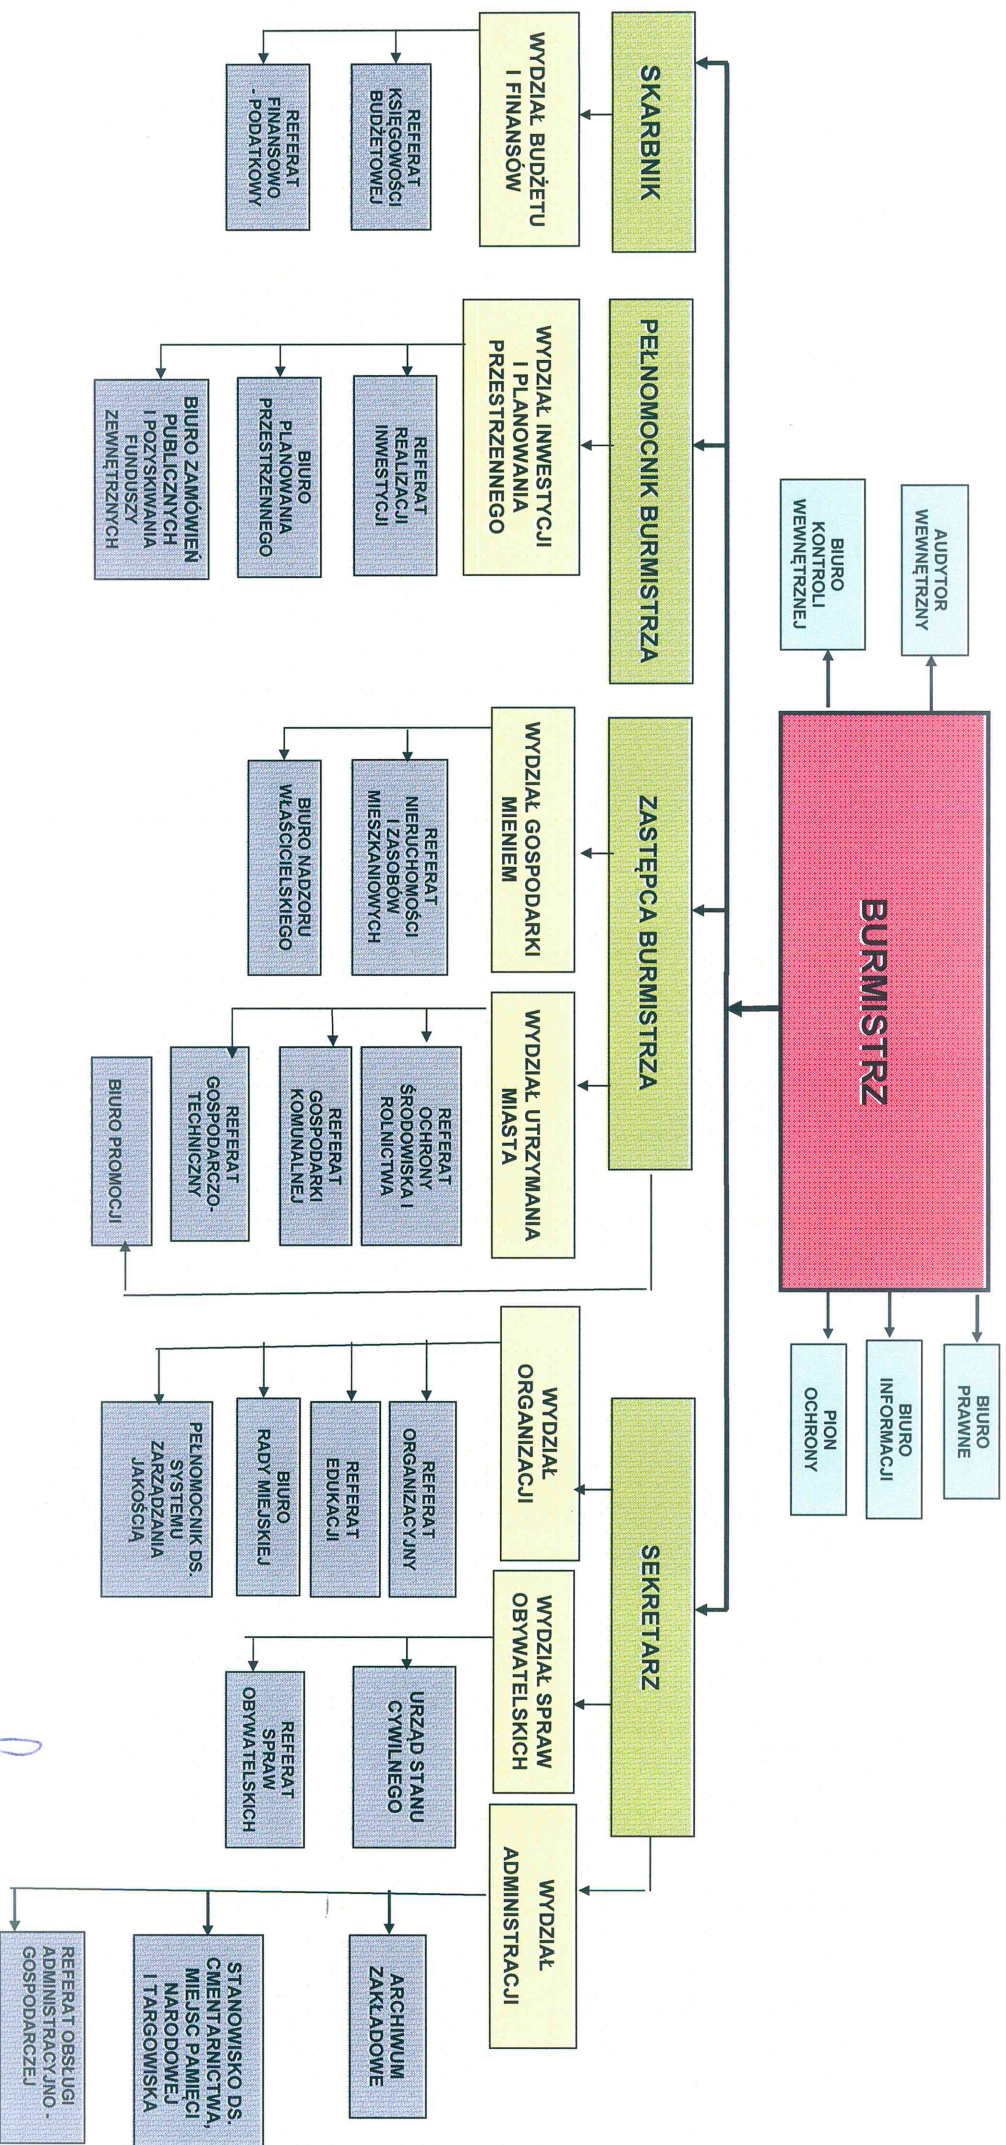 BURMISTRZ
AUDYTOR
WEWNĘTRZNY
BIURO
KONTROLI
WEWNĘTRZNEJ
BIURO
PRAWNE
BIURO
INFORMACJI
PION
OCHRONY
SKARBNIK
PEŁNOMOCNIK BURMISTRZA
ZASTĘPCA BURMISTRZA
SEKRETARZ
WYDZIAŁ BUDŻETU
I FINANSÓW
REFERAT
KSIĘGOWOŚCI
BUDŻETOWEJ
REFERAT
FINANSOWO
- PODATKOWY
WYDZIAŁ INWESTYCJI
I PLANOWANIA
PRZESTRZENNEGO
REFERAT
REALIZACJI
INWESTYCJI
BIURO
PLANOWANIA
PRZESTRZENNEGO
BIURO ZAMÓWIEŃ
PUBLICZNYCH
I POZYSKIWANIA
FUNDUSZY
ZEWNĘTRZNYCH
WYDZIAŁ GOSPODARKI
MIENIEM
REFERAT
NIERUCHOMOŚCI
I ZASOBÓW
MIESZKANIOWYCH
BIURO NADZORU
WŁAŚCICIELSKIEGO
WYDZIAŁ UTRZYMANIA
MIASTA
REFERAT
OCHRONY
ŚRODOWISKA I
ROLNICTWA
REFERAT
GOSPODARKI
KOMUNALNEJ
REFERAT
GOSPODARCZO-
TECHNICZNY
BIURO PROMOCJI
WYDZIAŁ
ORGANIZACJI
REFERAT
ORGANIZACYJNY
REFERAT
EDUKACJI
BIURO
RADY MIEJSKIEJ
PEŁNOMOCNIK DS.
SYSTEMU
ZARZĄDZANIA
JAKOŚCIĄ
WYDZIAŁ SPRAW
OBYWATELSKICH
URZĄD STANU
CYWILNEGO
REFERAT
SPRAW
OBYWATELSKICH
WYDZIAŁ
ADMINISTRACJI
ARCHIWUM
ZAKŁADOWE
STANOWISKO DS.
CMENTARNICTWA,
MIEJSC PAMIĘCI
NARODOWEJ
I TARGOWISKA
REFERAT OBSŁUGI
ADMINISTRACYJNO -
GOSPODARCZEJ